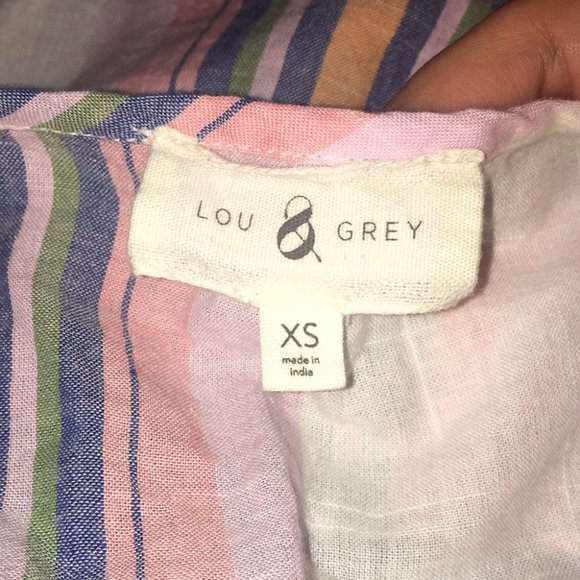 LOU & GREY
XS
made in
india